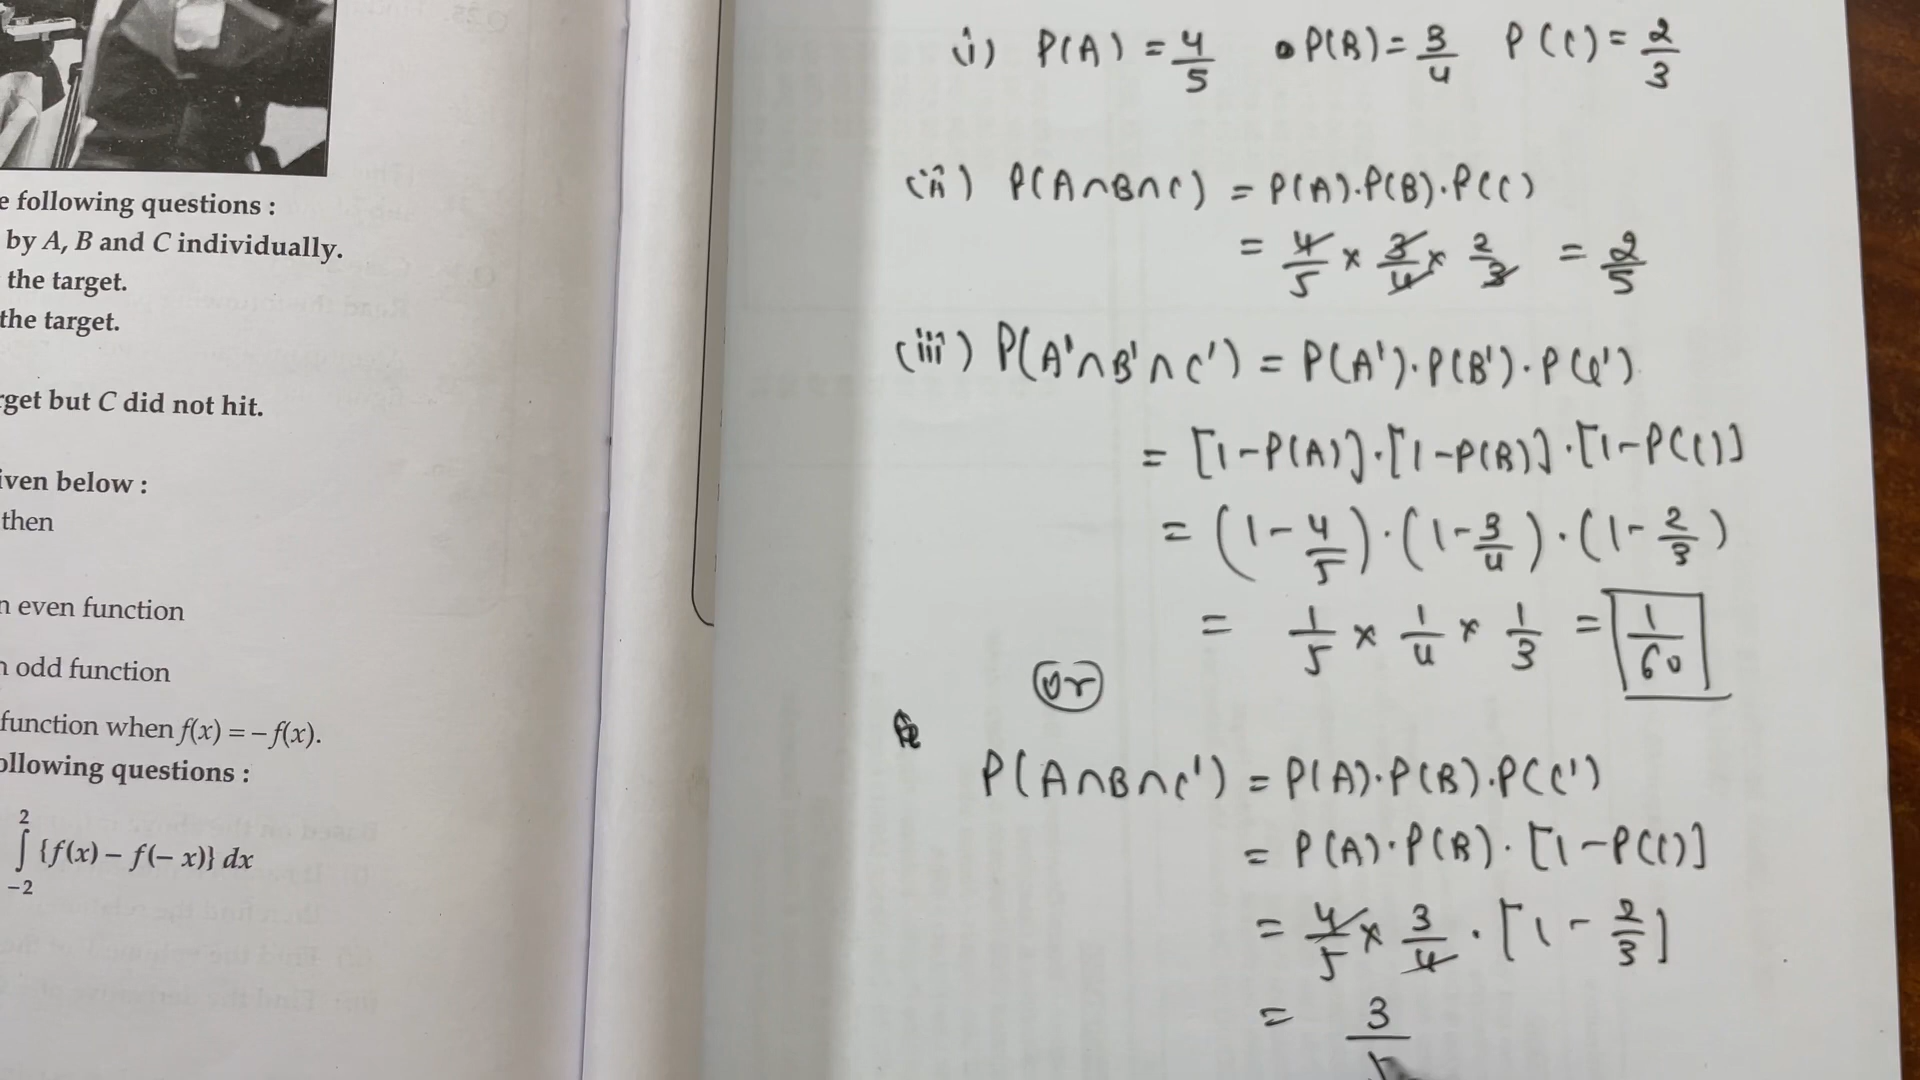 e following questions :
by A, B and C individually.
the target.
the target.
rget but C did not hit.
iven below :
then
n even function
n odd function
function when f(x) = – f(x).
ollowing questions :
2
∫ {f(x) – f(– x)} dx
–2
(i) P(A) = 4/5 P(B) = 3/4 P(C) = 2/3
(ii) P(A∩B∩C) = P(A).P(B).P(C)
= 4/5 × 3/4 × 2/3 = 2/5
(iii) P(A'∩B'∩C') = P(A').P(B').P(C')
= [1-P(A)].[1-P(B)].[1-P(C)]
= (1-4/5).(1-3/4).(1-2/3)
= 1/5 × 1/4 × 1/3 = 1/60
or
P(A∩B∩C') = P(A).P(B).P(C')
= P(A).P(B).[1-P(C)]
= 4/5 × 3/4 . [1-2/3]
= 3